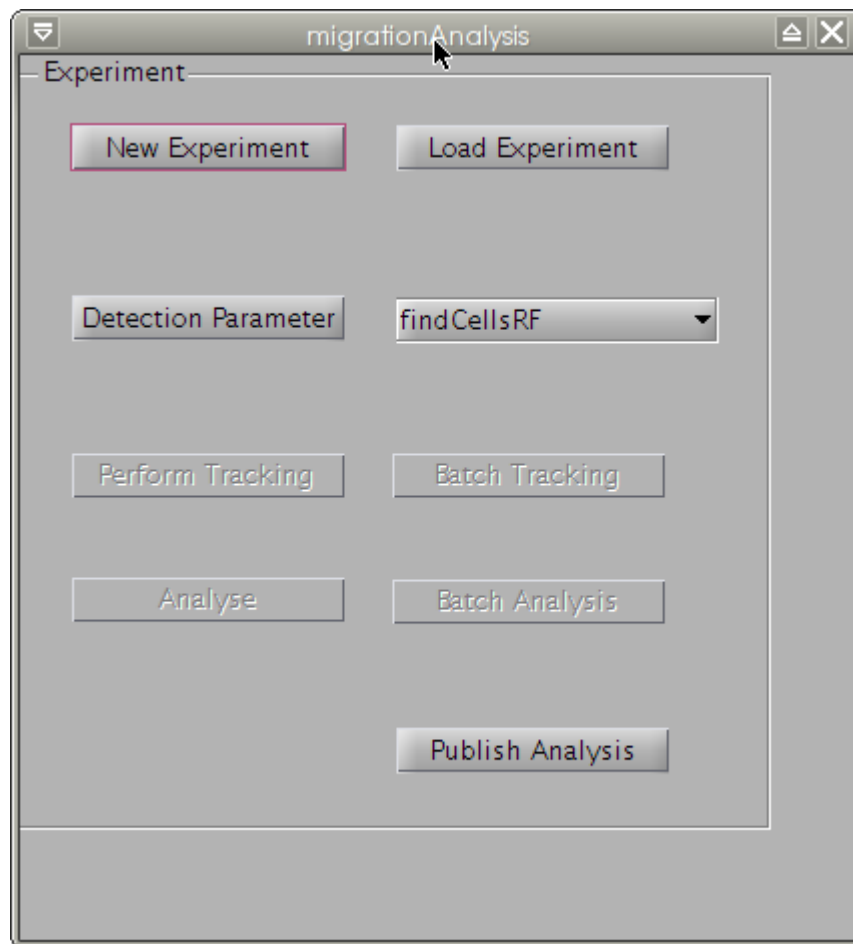 migrationAnalysis
Experiment
New Experiment
Load Experiment
Detection Parameter
findCellsRF
Perform Tracking
Batch Tracking
Analyse
Batch Analysis
Publish Analysis